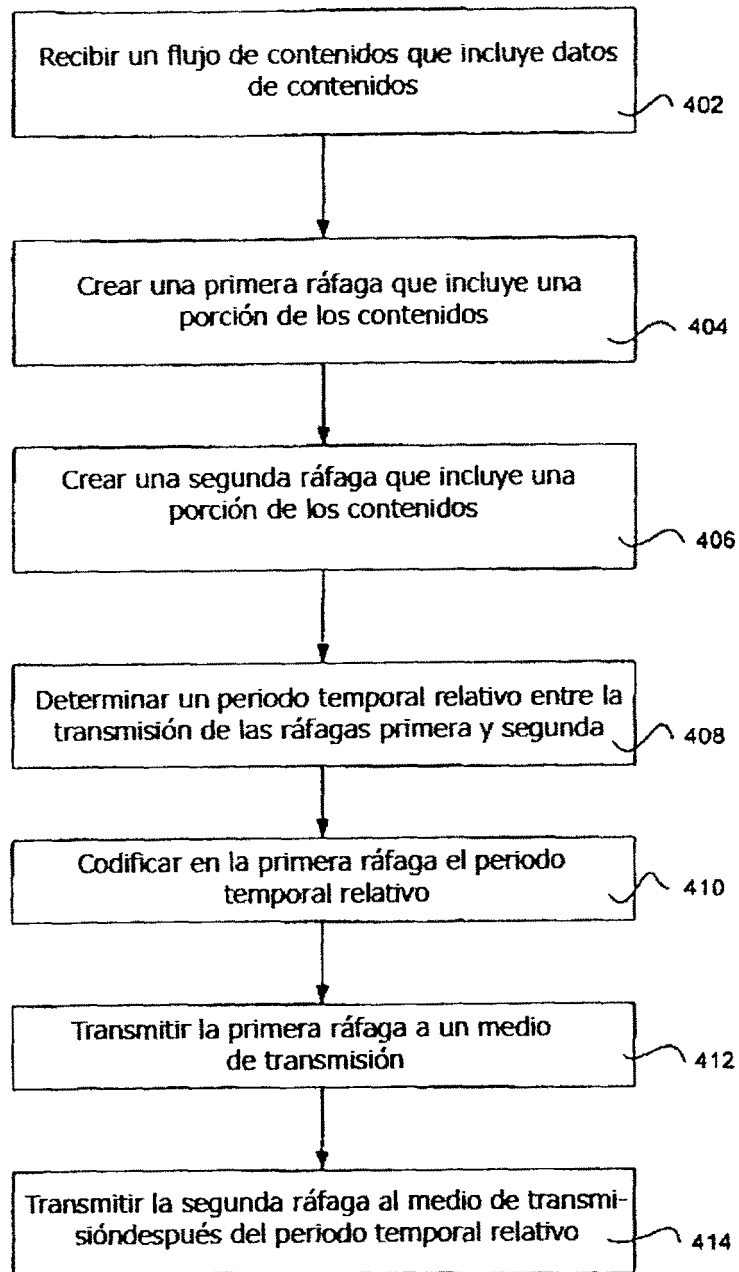 Recibir un flujo de contenidos que incluye datos
de contenidos
402
Crear una primera ráfaga que incluye una
porción de los contenidos
404
Crear una segunda ráfaga que incluye una
porción de los contenidos
406
Determinar un periodo temporal relativo entre la
transmisión de las ráfagas primera y segunda
408
Codificar en la primera ráfaga el periodo
temporal relativo
410
Transmitir la primera ráfaga a un medio
de transmisión
412
Transmitir la segunda ráfaga al medio de transmi-
sióndespués del periodo temporal relativo
414